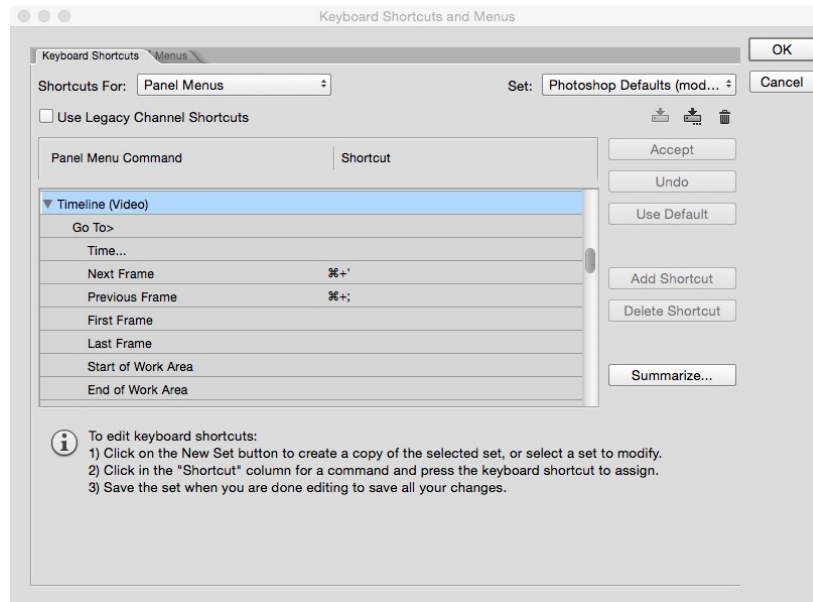 Keyboard Shortcuts and Menus
Keyboard Shortcuts Menus
OK
Shortcuts For: Panel Menus Set: Photoshop Defaults (mod...
Cancel
Use Legacy Channel Shortcuts
Panel Menu Command Shortcut
Accept
Undo
Timeline (Video)
Use Default
Go To>
Time...
Next Frame ⌘+'
Add Shortcut
Previous Frame ⌘+;
Delete Shortcut
First Frame
Last Frame
Start of Work Area
Summarize...
End of Work Area
To edit keyboard shortcuts:
1) Click on the New Set button to create a copy of the selected set, or select a set to modify.
2) Click in the "Shortcut" column for a command and press the keyboard shortcut to assign.
3) Save the set when you are done editing to save all your changes.